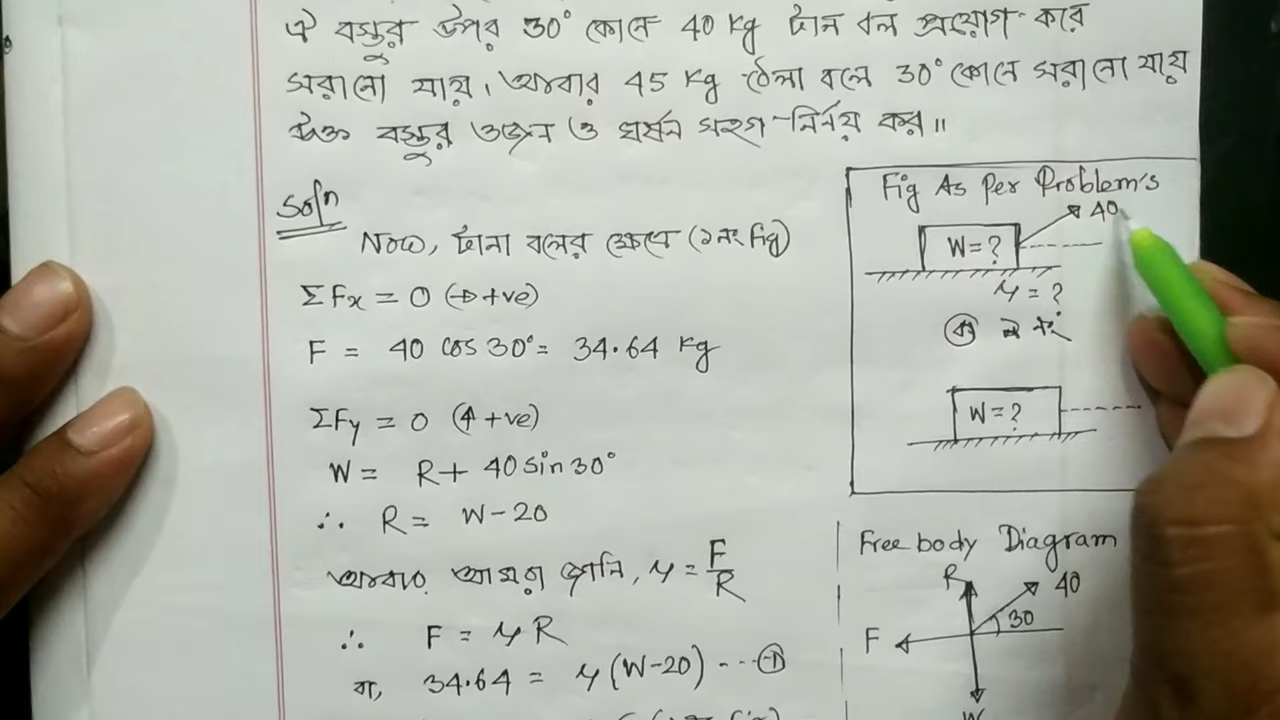 ঐ বস্তুর উপর 30° কোনে 40 Kg টান বল প্রয়োগ করে
সরানো যায়। আবার 45 Kg ঠেলা বলে 30° কোনে সরানো যায়
উক্ত বস্তুর ওজন ও ঘর্ষন সহগ নির্নয় কর॥
Soln
Now, টানা বলের ক্ষেত্রে (১নং Fig)
ΣFx = 0 (→+ve)
F = 40 cos 30° = 34.64 Kg
ΣFy = 0 (↑+ve)
W = R + 40 sin 30°
∴ R = W - 20
আবার, আমরা জানি, μ = F/R
∴ F = μR
বা, 34.64 = μ(W-20) --- ①
Fig As Per Problem's
40
W = ?
μ = ?
নং
W = ?
Free body Diagram
R
40
30
F
W